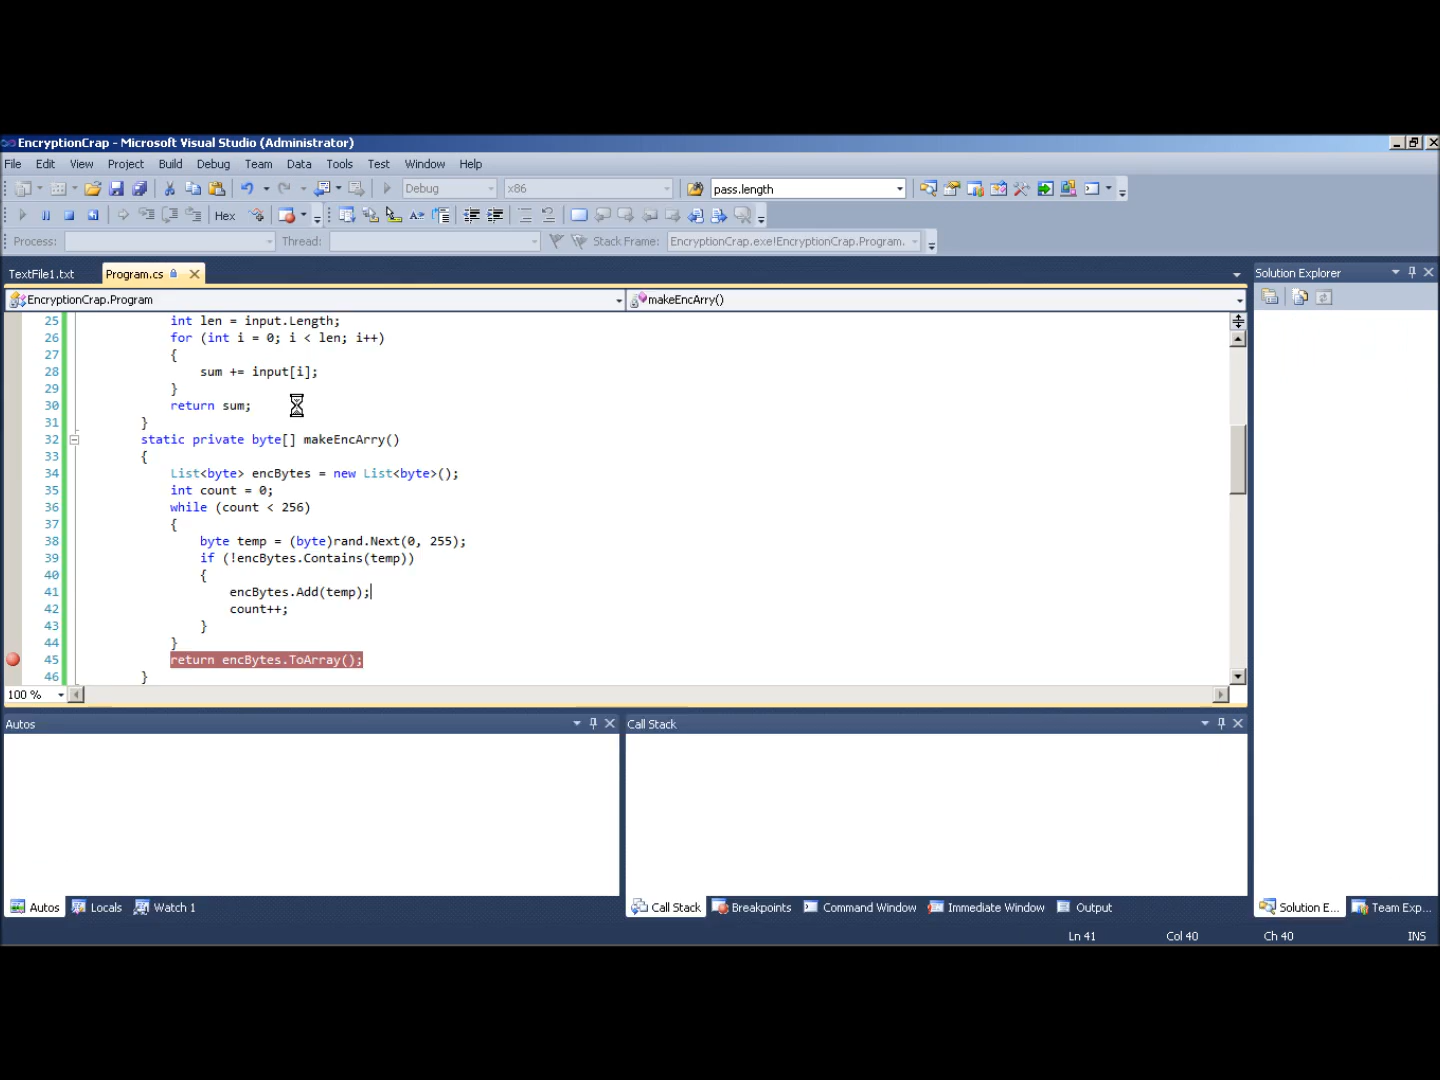 EncryptionCrap - Microsoft Visual Studio (Administrator)
File Edit View Project Build Debug Team Data Tools Test Window Help
Debug x86 pass.length
Hex
Process: Thread: Stack Frame: EncryptionCrap.exe!EncryptionCrap.Program.
TextFile1.txt Program.cs Solution Explorer
EncryptionCrap.Program makeEncArry()
25 int len = input.Length;
26 for (int i = 0; i < len; i++)
27 {
28 sum += input[i];
29 }
30 return sum;
31 }
32 static private byte[] makeEncArry()
33 {
34 List<byte> encBytes = new List<byte>();
35 int count = 0;
36 while (count < 256)
37 {
38 byte temp = (byte)rand.Next(0, 255);
39 if (!encBytes.Contains(temp))
40 {
41 encBytes.Add(temp);
42 count++;
43 }
44 }
45 return encBytes.ToArray();
46 }
100 %
Autos Call Stack
Autos Locals Watch 1 Call Stack Breakpoints Command Window Immediate Window Output Solution E... Team Exp...
Ln 41 Col 40 Ch 40 INS